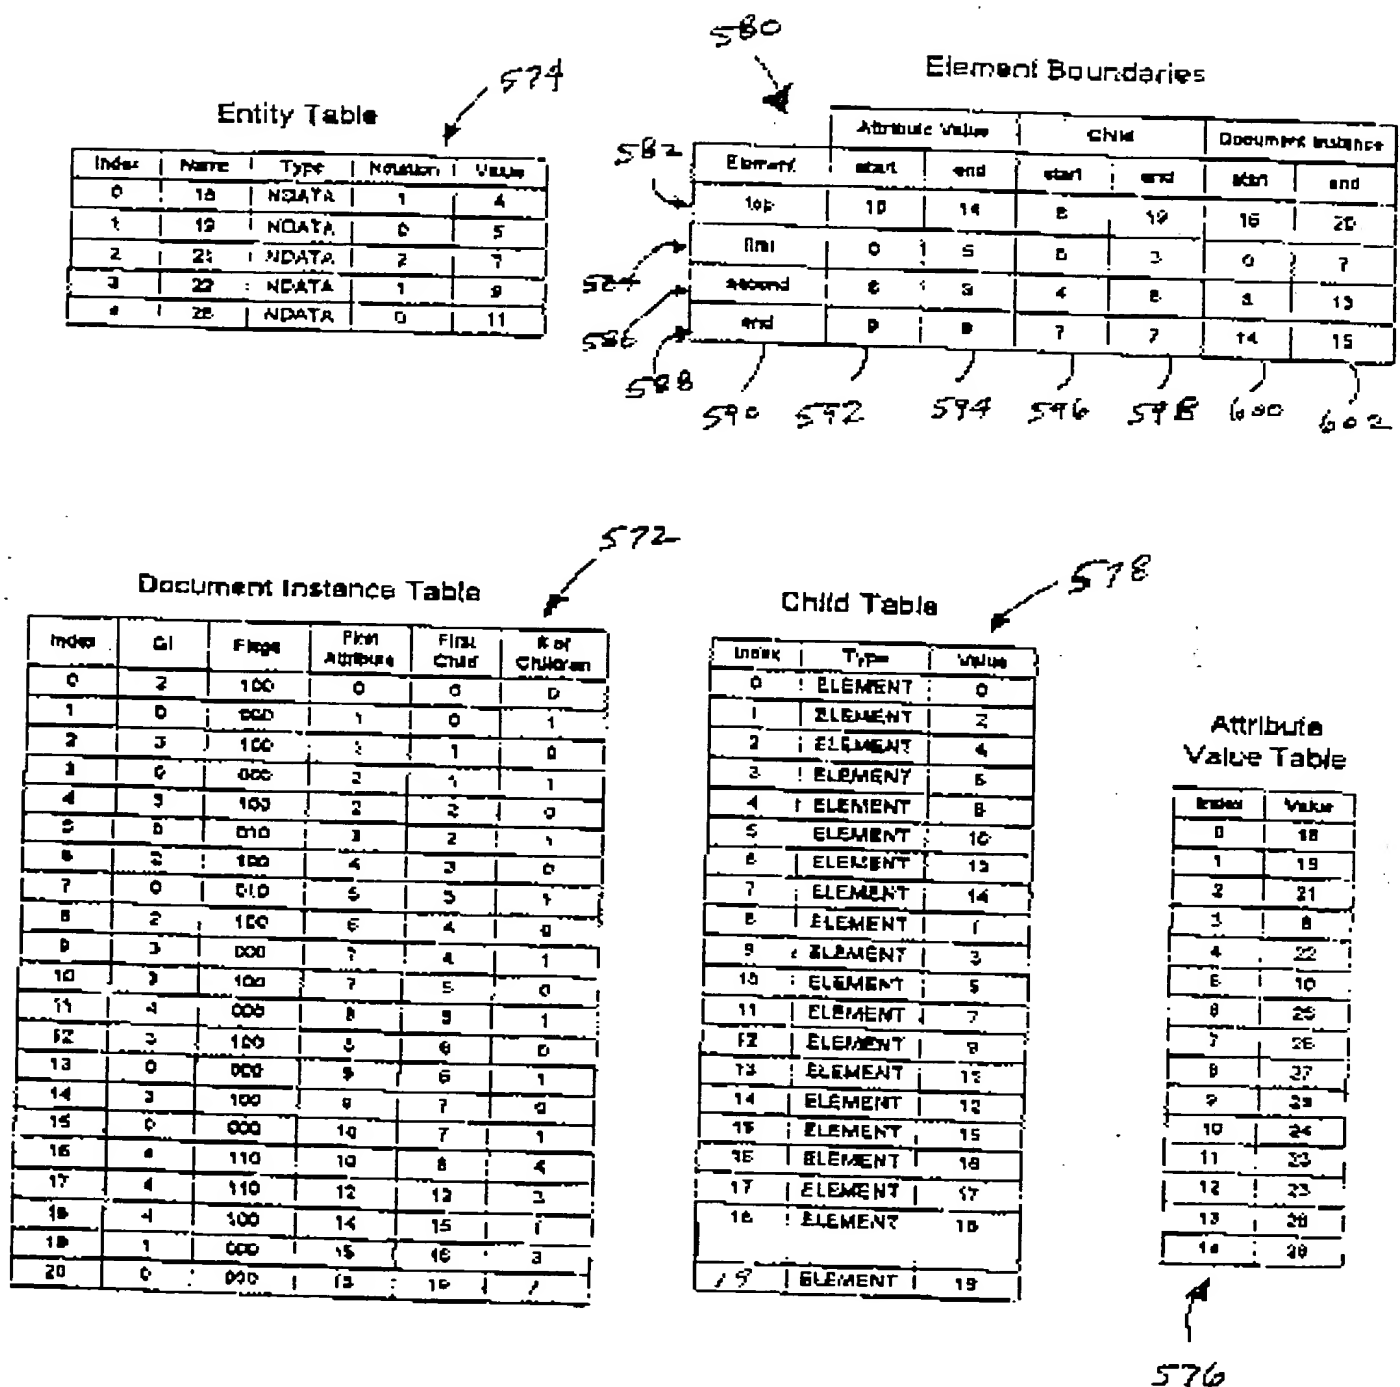 580
574
Element Boundaries
Entity Table
Attribute Value Child Document Instance
582
Element start end start end start end
Index Name Type Notation Value
top 10 14 8 19 16 20
0 18 NDATA 1 4
first 0 5 0 3 0 7
1 19 NDATA 0 5
second 6 4 6 8 13
2 21 NDATA 2 7
584
end 9 9 7 7 14 15
3 22 NDATA 1 9
586
4 26 NDATA 0 11
588
590 592 594 596 598 600 602
572
578
Document Instance Table
Child Table
Index GI Flags First Attribute First Child # of Children
0 2 100 0 0 0
1 0 000 1 0 1
2 3 100 1 1 0
3 0 000 2 1 1
4 3 100 2 2 0
5 0 010 3 2 1
6 2 100 4 3 0
7 0 010 5 3 1
8 2 100 6 4 0
9 3 000 7 4 1
10 3 100 7 5 0
11 4 000 8 5 1
12 3 100 8 6 0
13 0 000 9 6 1
14 3 100 9 7 0
15 0 000 10 7 1
16 4 110 10 8 4
17 4 110 12 12 3
18 4 100 14 15 1
19 1 000 15 16 3
20 0 000 15 19 1
Index Type Value
0 ELEMENT 0
1 ELEMENT 2
2 ELEMENT 4
3 ELEMENT 6
4 ELEMENT 8
5 ELEMENT 10
6 ELEMENT 12
7 ELEMENT 14
8 ELEMENT 1
9 ELEMENT 3
10 ELEMENT 5
11 ELEMENT 7
12 ELEMENT 9
13 ELEMENT 11
14 ELEMENT 13
15 ELEMENT 15
16 ELEMENT 16
17 ELEMENT 17
18 ELEMENT 18
19 ELEMENT 19
Attribute
Value Table
Index Value
0 18
1 19
2 21
3 8
4 22
5 10
6 25
7 26
8 27
9 23
10 24
11 23
12 23
13 28
14 28
576